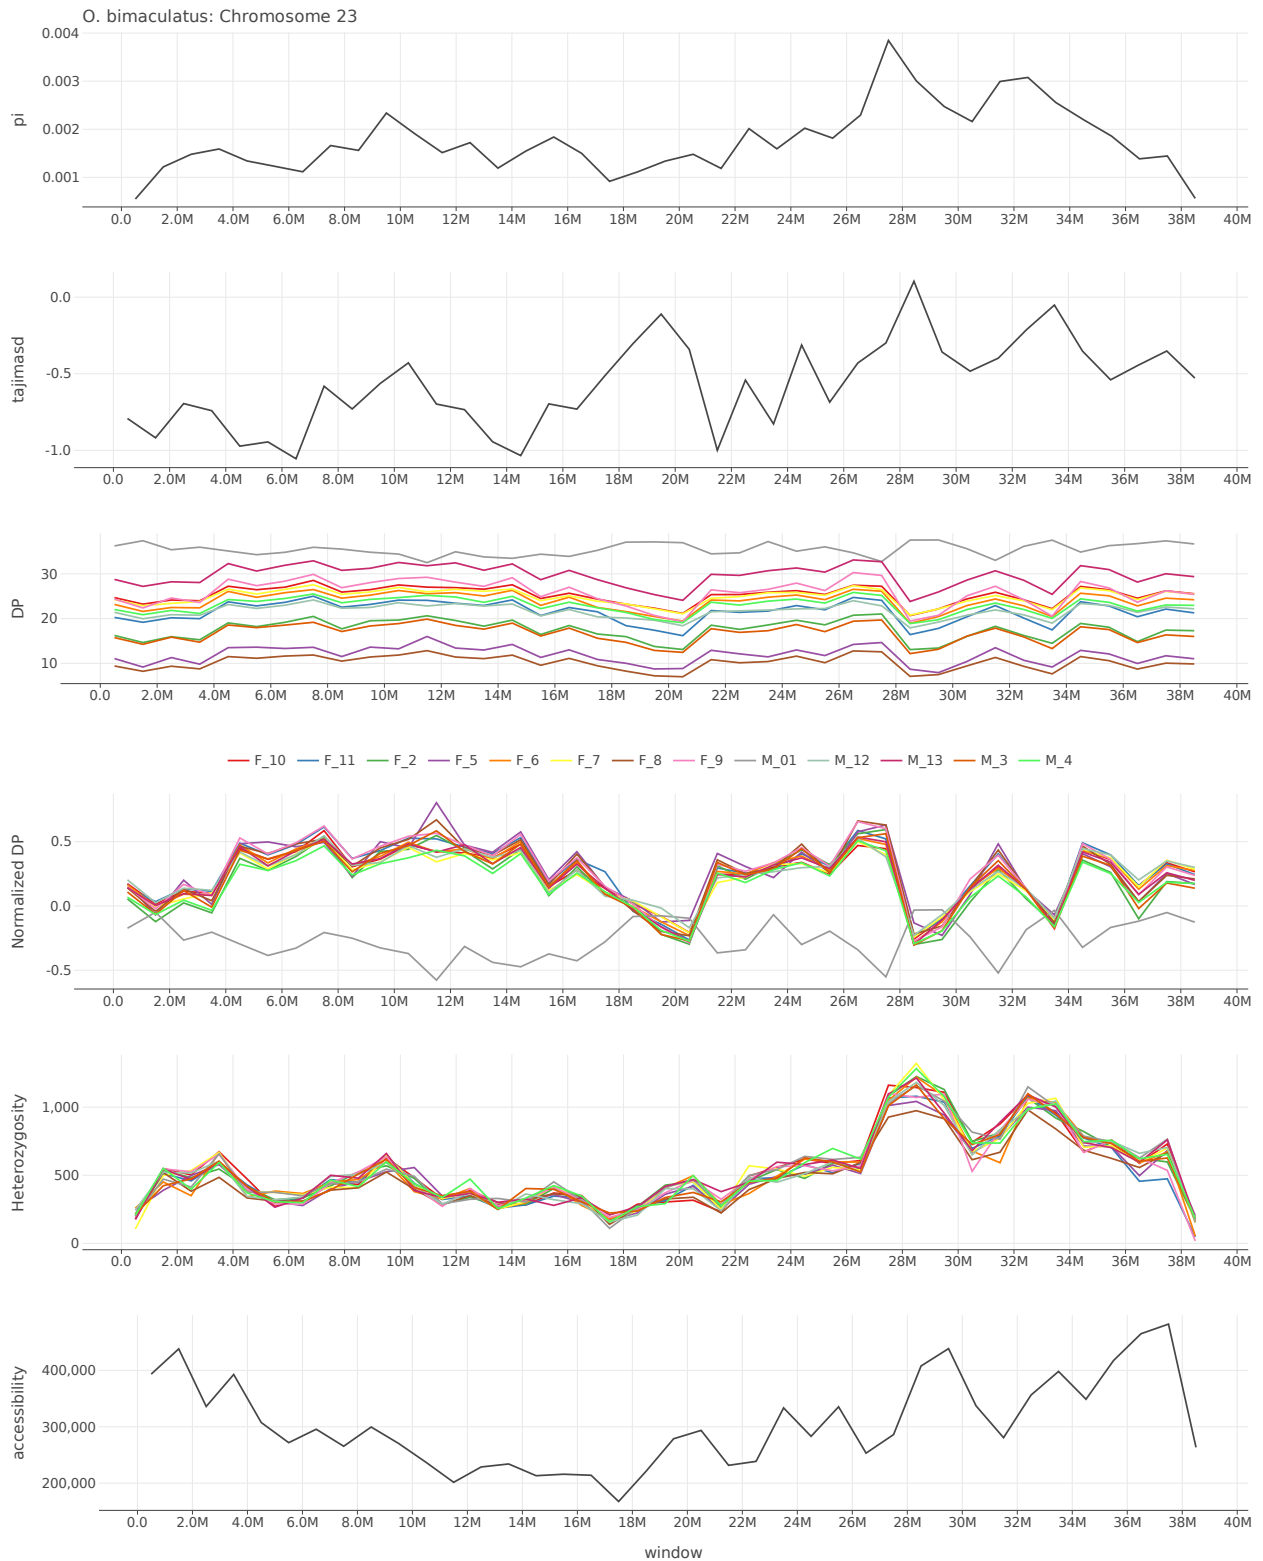 O. bimaculatus: Chromosome 23
0.004
0.003
0.002
0.001
pi
0.0 2.0M 4.0M 6.0M 8.0M 10M 12M 14M 16M 18M 20M 22M 24M 26M 28M 30M 32M 34M 36M 38M 40M
0.0
-0.5
-1.0
tajimasd
0.0 2.0M 4.0M 6.0M 8.0M 10M 12M 14M 16M 18M 20M 22M 24M 26M 28M 30M 32M 34M 36M 38M 40M
30
20
10
DP
0.0 2.0M 4.0M 6.0M 8.0M 10M 12M 14M 16M 18M 20M 22M 24M 26M 28M 30M 32M 34M 36M 38M 40M
F_10 F_11 F_2 F_5 F_6 F_7 F_8 F_9 M_01 M_12 M_13 M_3 M_4
0.5
0.0
-0.5
Normalized DP
0.0 2.0M 4.0M 6.0M 8.0M 10M 12M 14M 16M 18M 20M 22M 24M 26M 28M 30M 32M 34M 36M 38M 40M
1,000
500
0
Heterozygosity
0.0 2.0M 4.0M 6.0M 8.0M 10M 12M 14M 16M 18M 20M 22M 24M 26M 28M 30M 32M 34M 36M 38M 40M
400,000
300,000
200,000
accessibility
0.0 2.0M 4.0M 6.0M 8.0M 10M 12M 14M 16M 18M 20M 22M 24M 26M 28M 30M 32M 34M 36M 38M 40M
window